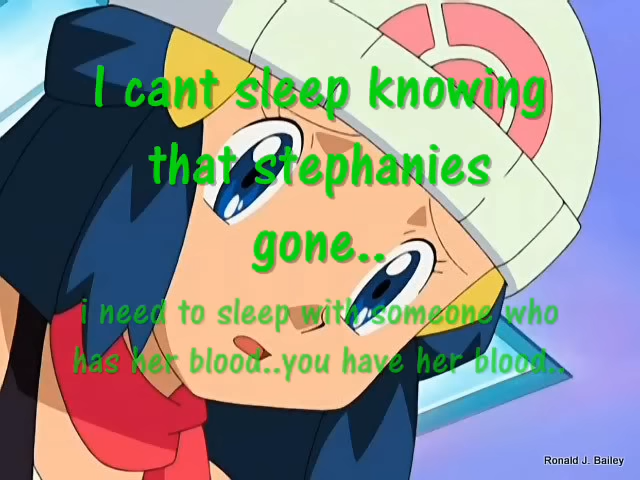 I cant sleep knowing
that stephanies
gone..
i need to sleep with someone who
has her blood..you have her blood..
Ronald J. Bailey